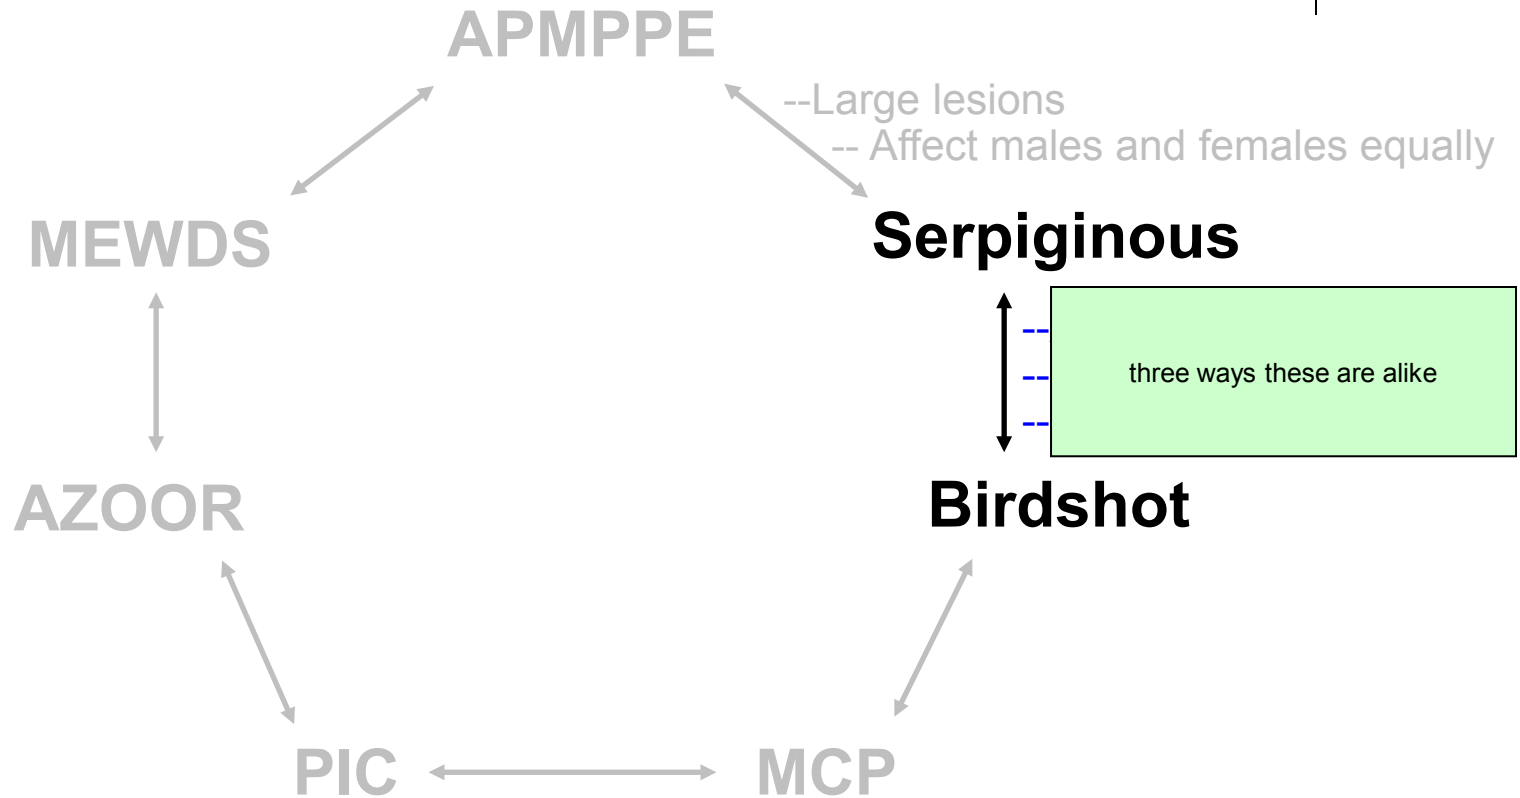 APMPPE
--Large lesions
-- Affect males and females equally
MEWDS
Serpiginous
--
--
--
three ways these are alike
AZOOR
Birdshot
PIC
MCP